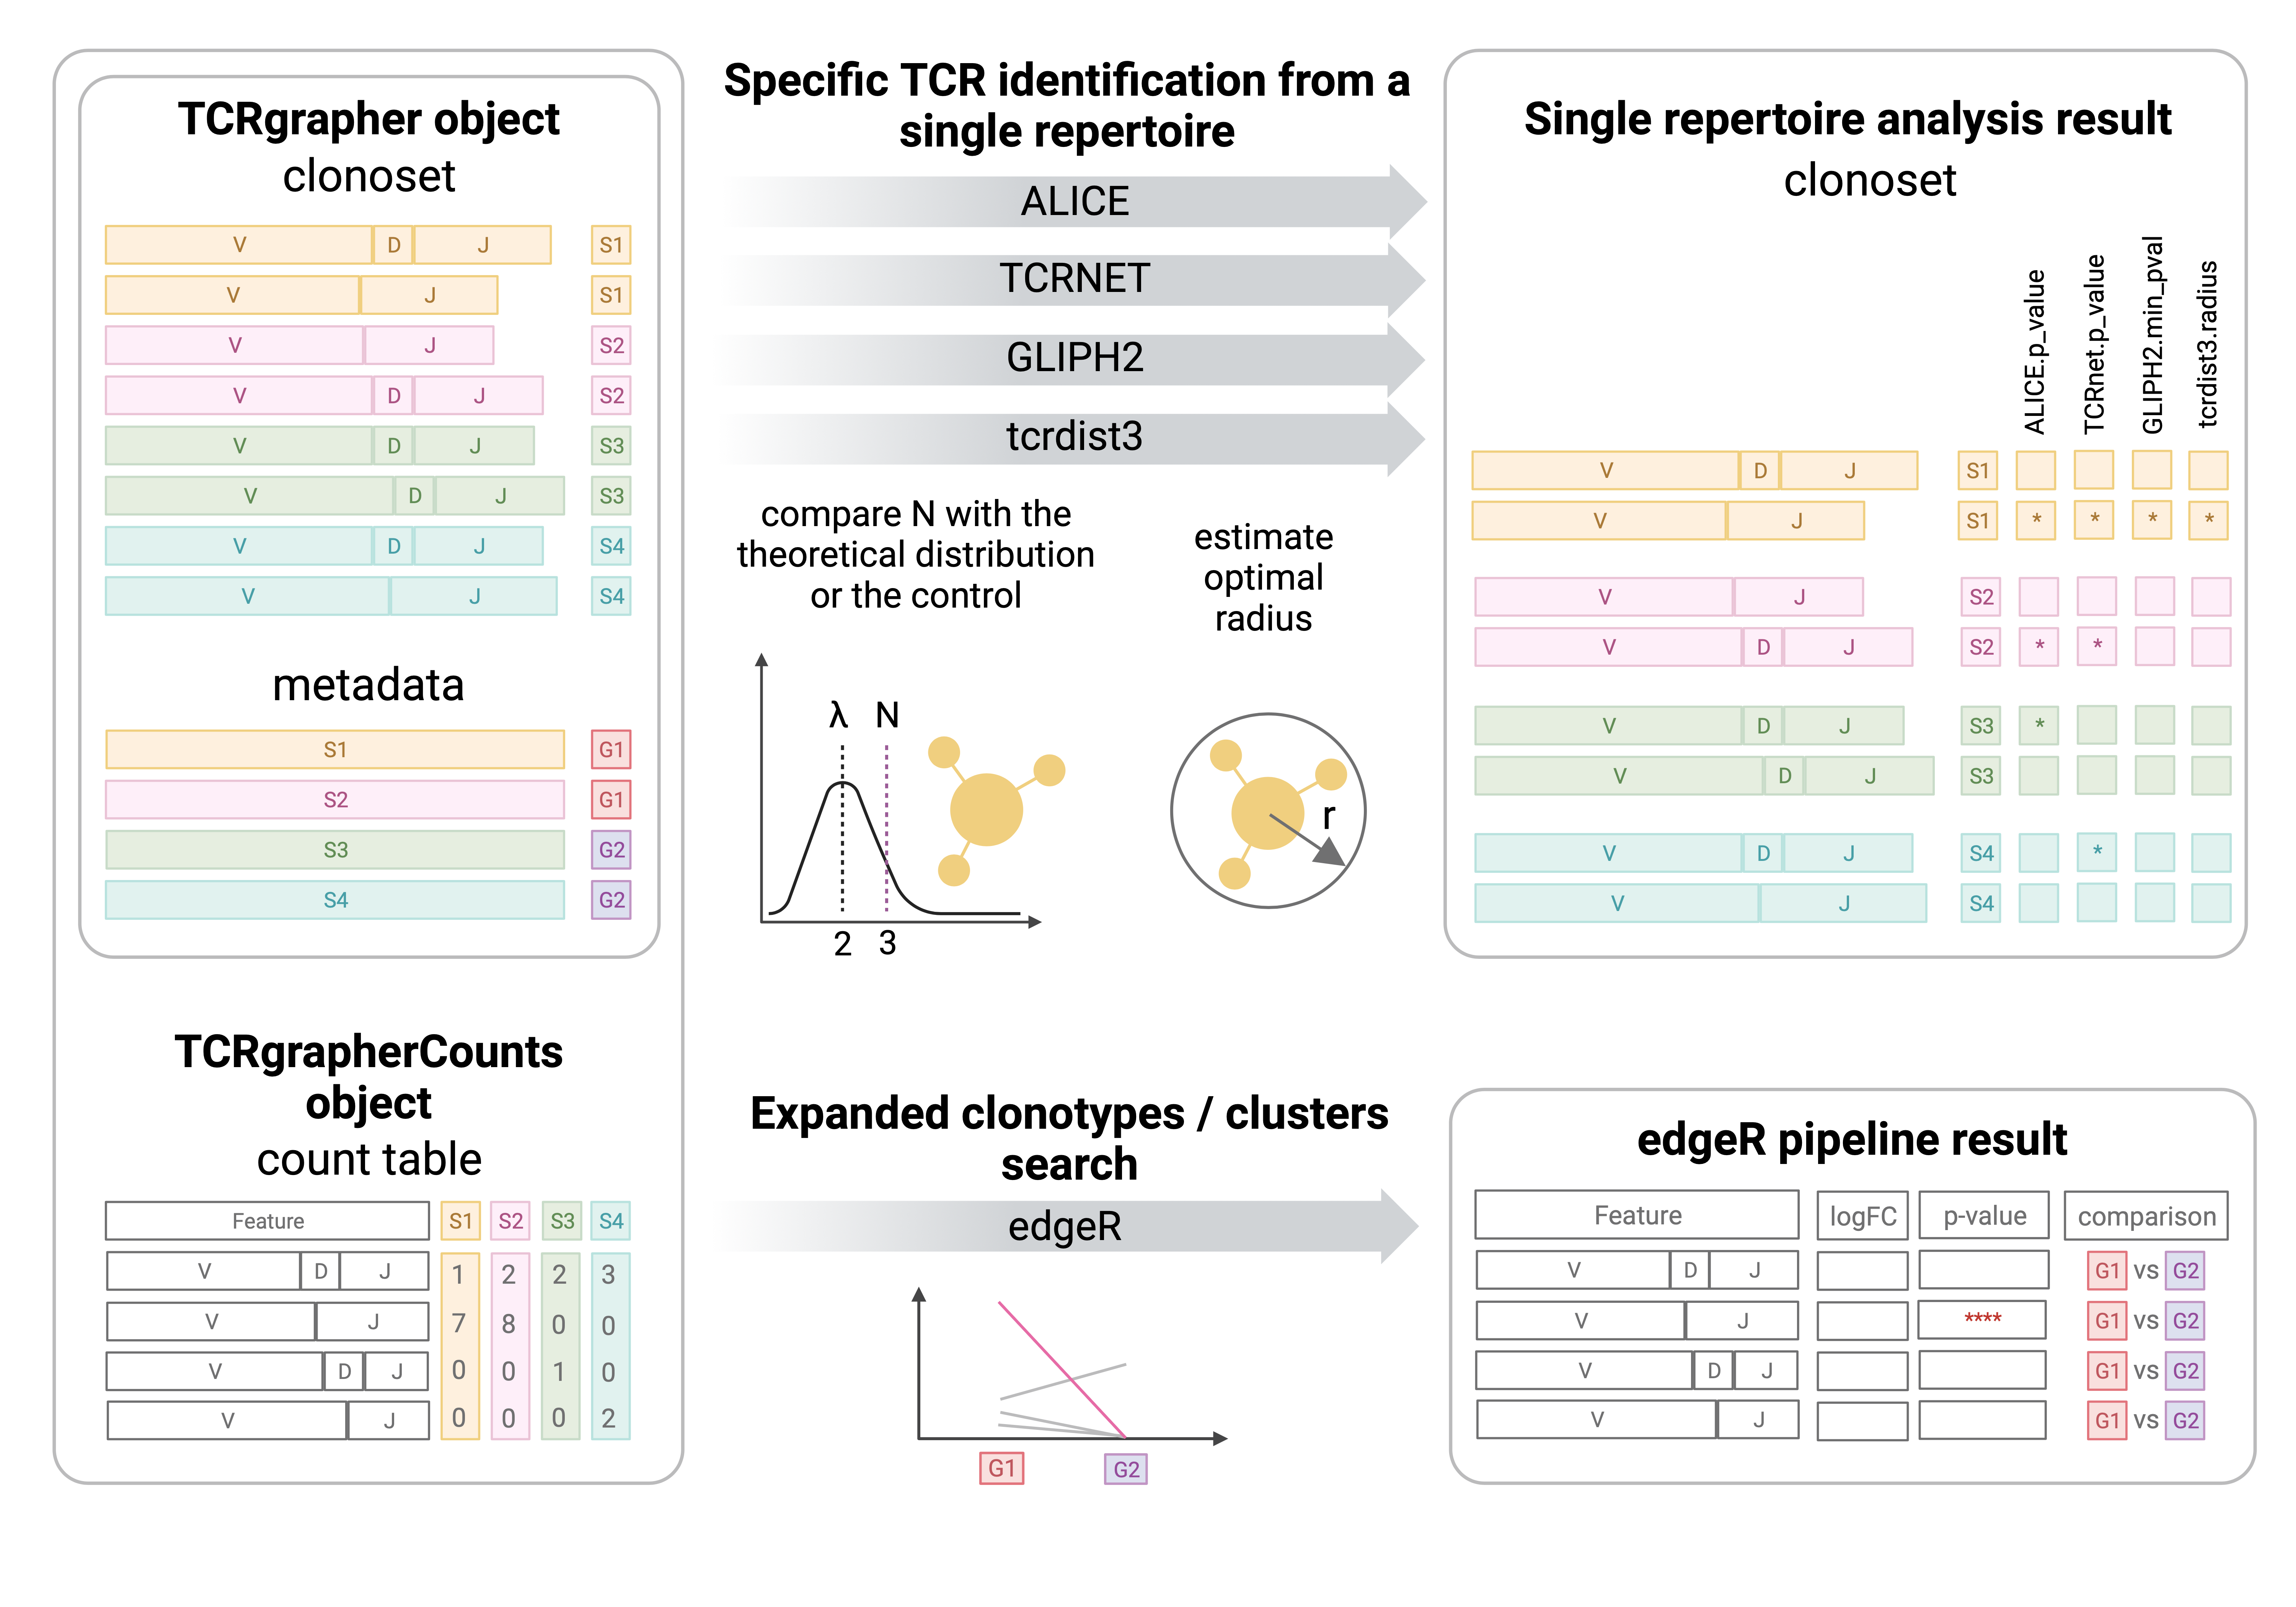 TCRgrapher object
clonoset
V D J S1
V J S1
V J S2
V D J S2
V D J S3
V D J S3
V D J S4
V J S4
metadata
S1 G1
S2 G1
S3 G2
S4 G2
TCRgrapherCounts
object
count table
Feature S1 S2 S3 S4
V D J 1 2 2 3
V J 7 8 0 0
V D J 0 0 1 0
V J 0 0 0 2
Specific TCR identification from a
single repertoire
ALICE
TCRNET
GLIPH2
tcrdist3
compare N with the
theoretical distribution
or the control
estimate
optimal
radius
λ N
2 3
r
Expanded clonotypes / clusters
search
edgeR
G1 G2
Single repertoire analysis result
clonoset
ALICE.p_value
TCRnet.p_value
GLIPH2.min_pval
tcrdist3.radius
V D J S1
V J S1 * * * *
V J S2
V D J S2 * *
V D J S3 *
V D J S3
V D J S4 *
V J S4
edgeR pipeline result
Feature logFC p-value comparison
V D J G1 vs G2
V J **** G1 vs G2
V D J G1 vs G2
V J G1 vs G2